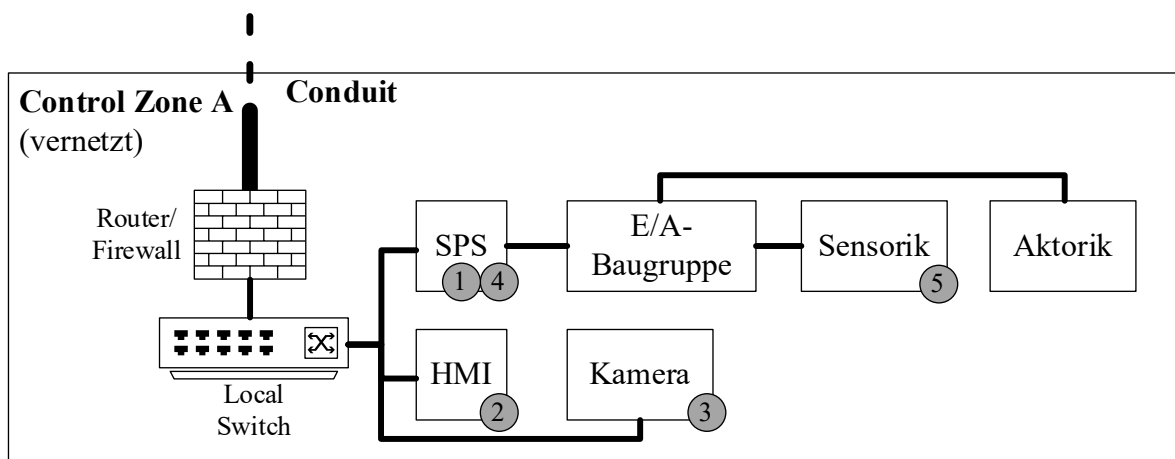 Control Zone A
(vernetzt)
Conduit
Router/
Firewall
Local
Switch
SPS
1 4
E/A-
Baugruppe
Sensorik
5
Aktorik
HMI
2
Kamera
3